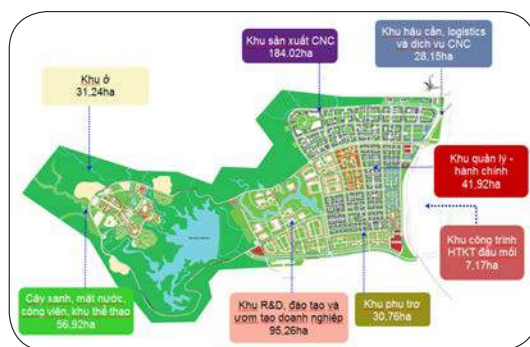 Khu sản xuất CNC
184.02ha
Khu hậu cần, logistics
và dịch vụ CNC
28,15ha
Khu ở
31,24ha
Khu quản lý -
hành chính
41,92ha
Khu công trình
HTKT đầu mối
7,17ha
Cây xanh, mặt nước,
công viên, khu thể thao
56,92ha
Khu R&D, đào tạo và
ươm tạo doanh nghiệp
95,26ha
Khu phụ trợ
30,76ha